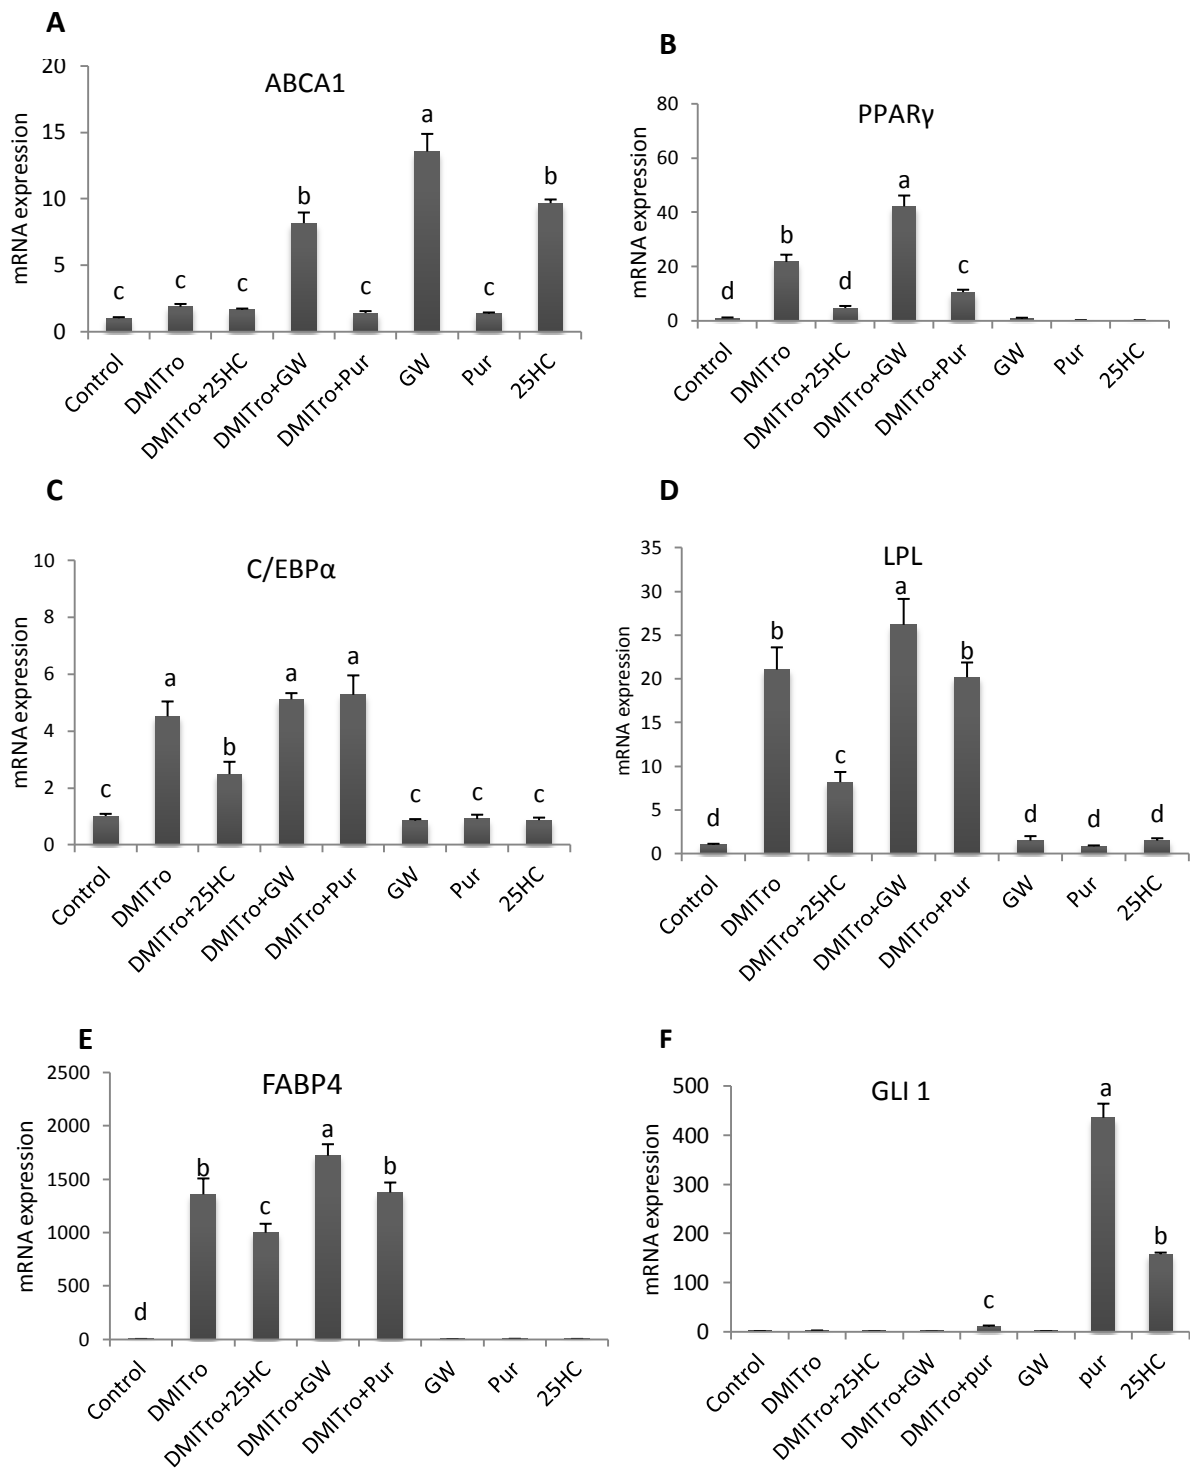 A
ABCA1
mRNA expression
20
15
10
5
0
c
c
c
b
c
a
c
b
Control
DMITro
DMITro+25HC
DMITro+GW
DMITro+Pur
GW
Pur
25HC
B
PPARγ
mRNA expression
80
60
40
20
0
d
b
d
a
c
Control
DMITro
DMITro+25HC
DMITro+GW
DMITro+Pur
GW
Pur
25HC
C
C/EBPα
mRNA expression
10
8
6
4
2
0
c
a
b
a
a
c
c
c
Control
DMITro
DMITro+25HC
DMITro+GW
DMITro+Pur
GW
Pur
25HC
D
LPL
mRNA expression
35
30
25
20
15
10
5
0
d
b
c
a
b
d
d
d
Control
DMITro
DMITro+25HC
DMITro+GW
DMITro+Pur
GW
Pur
25HC
E
FABP4
mRNA expression
2500
2000
1500
1000
500
0
d
b
c
a
b
Control
DMITro
DMITro+25HC
DMITro+GW
DMITro+Pur
GW
Pur
25HC
F
GLI 1
mRNA expression
500
400
300
200
100
0
c
a
b
Control
DMITro
DMITro+25HC
DMITro+GW
DMITro+pur
GW
pur
25HC